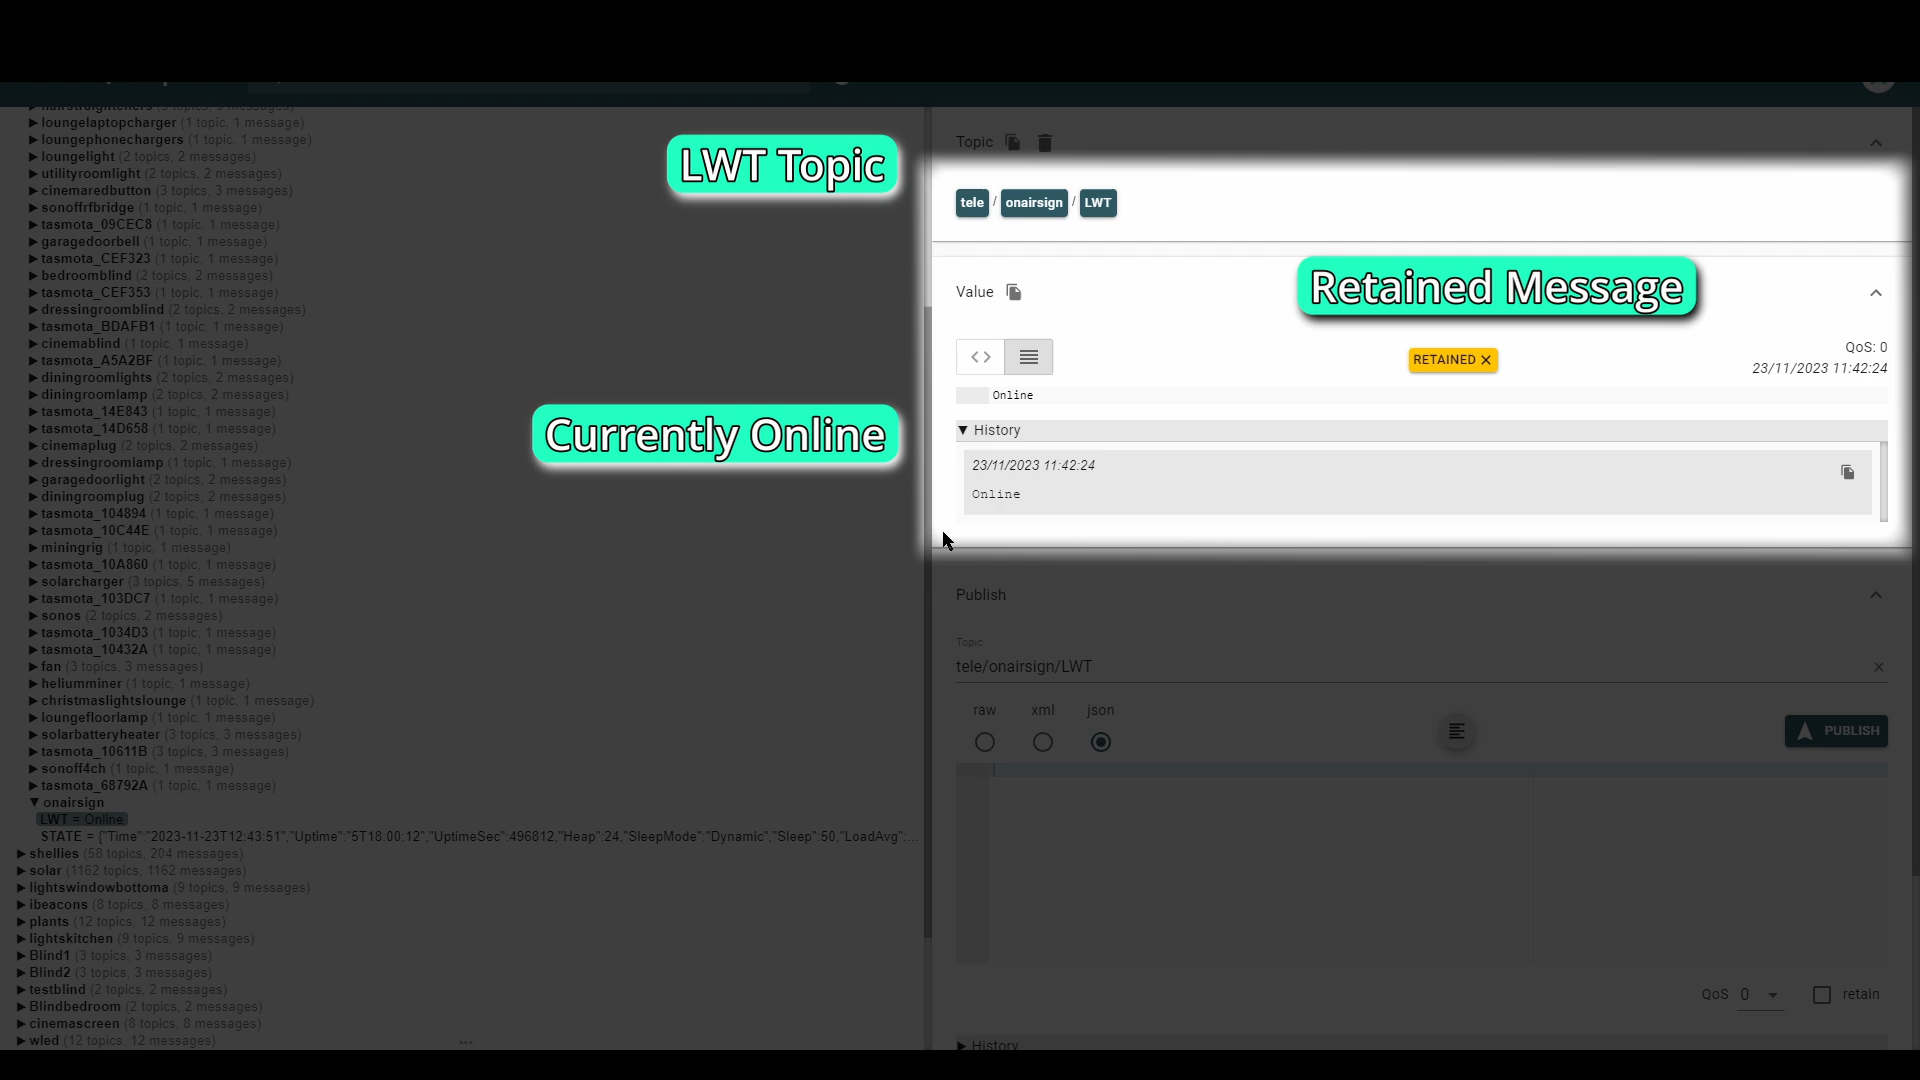 hairstraighteners (3 topics, 3 messages)
loungelaptopcharger (1 topic, 1 message)
loungephonechargers (1 topic, 1 message)
loungelight (2 topics, 2 messages)
utilityroomlight (2 topics, 2 messages)
cinemaredbutton (3 topics, 3 messages)
sonoffrfbridge (1 topic, 1 message)
tasmota_09CEC8 (1 topic, 1 message)
garagedoorbell (1 topic, 1 message)
tasmota_CEF323 (1 topic, 1 message)
bedroomblind (2 topics, 2 messages)
tasmota_CEF353 (1 topic, 1 message)
dressingroomblind (2 topics, 2 messages)
tasmota_BDAFB1 (1 topic, 1 message)
cinemablind (1 topic, 1 message)
tasmota_A5A2BF (1 topic, 1 message)
diningroomlights (2 topics, 2 messages)
diningroomlamp (2 topics, 2 messages)
tasmota_14E843 (1 topic, 1 message)
tasmota_14D658 (1 topic, 1 message)
cinemaplug (2 topics, 2 messages)
dressingroomlamp (1 topic, 1 message)
garagedoorlight (2 topics, 2 messages)
diningroomplug (2 topics, 2 messages)
tasmota_104894 (1 topic, 1 message)
tasmota_10C44E (1 topic, 1 message)
miningrig (1 topic, 1 message)
tasmota_10A860 (1 topic, 1 message)
solarcharger (3 topics, 5 messages)
tasmota_103DC7 (1 topic, 1 message)
sonos (2 topics, 2 messages)
tasmota_1034D3 (1 topic, 1 message)
tasmota_10432A (1 topic, 1 message)
fan (3 topics, 3 messages)
heliumminer (1 topic, 1 message)
christmaslightslounge (1 topic, 1 message)
loungefloorlamp (1 topic, 1 message)
solarbatteryheater (3 topics, 3 messages)
tasmota_10611B (3 topics, 3 messages)
sonoff4ch (1 topic, 1 message)
tasmota_68792A (1 topic, 1 message)
onairsign
LWT = Online
STATE = {"Time":"2023-11-23T12:43:51","Uptime":"5T18:00:12","UptimeSec":496812,"Heap":24,"SleepMode":"Dynamic","Sleep":50,"LoadAvg":...
shellies (58 topics, 204 messages)
solar (1162 topics, 1162 messages)
lightswindowbottoma (9 topics, 9 messages)
ibeacons (8 topics, 8 messages)
plants (12 topics, 12 messages)
lightskitchen (9 topics, 9 messages)
Blind1 (3 topics, 3 messages)
Blind2 (3 topics, 3 messages)
testblind (2 topics, 2 messages)
Blindbedroom (2 topics, 2 messages)
cinemascreen (8 topics, 8 messages)
wled (12 topics, 12 messages)
LWT Topic
Currently Online
Topic
tele / onairsign / LWT
Retained Message
Value
RETAINED
QoS: 0
23/11/2023 11:42:24
Online
History
23/11/2023 11:42:24
Online
Publish
Topic
tele/onairsign/LWT
raw xml json
PUBLISH
QoS 0 retain
History